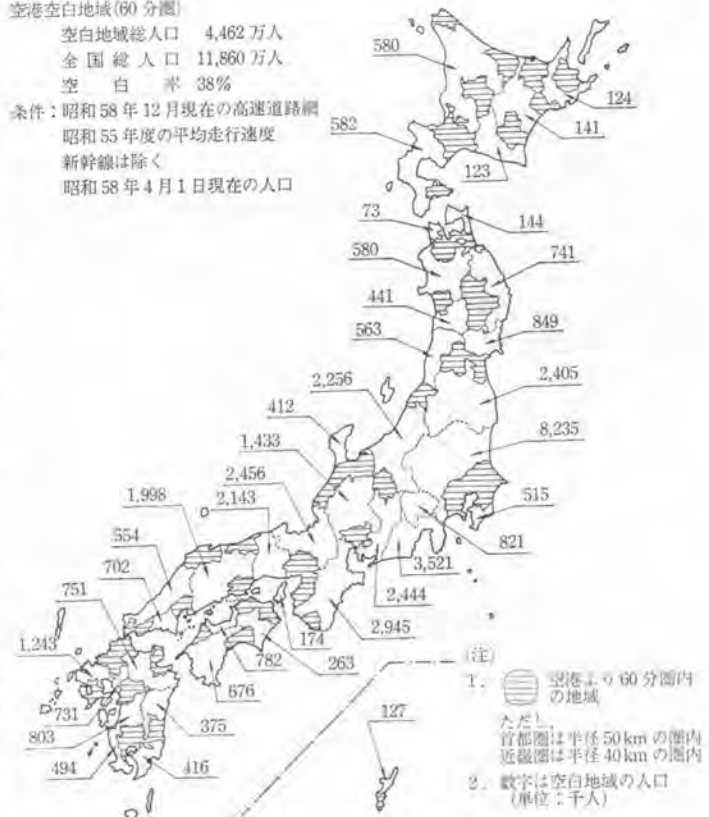 空港空白地域(60分圏)
空白地域総人口 4,462万人
全国総人口 11,860万人
空白率 38%
条件：昭和58年12月現在の高速道路網
昭和55年度の平均走行速度
新幹線は除く
昭和58年4月1日現在の人口
580
124
141
582
123
73
144
580
741
441
849
563
2,405
2,256
412
8,235
1,433
2,456
1,998
2,143
515
554
821
702
3,521
751
2,444
1,243
174
2,945
782
263
676
731
375
803
494
416
127
(注)
1. 空港より60分圏内
の地域
ただし、
首都圏は半径50kmの圏内
近畿圏は半径40kmの圏内
2. 数字は空白地域の人口
(単位：千人)